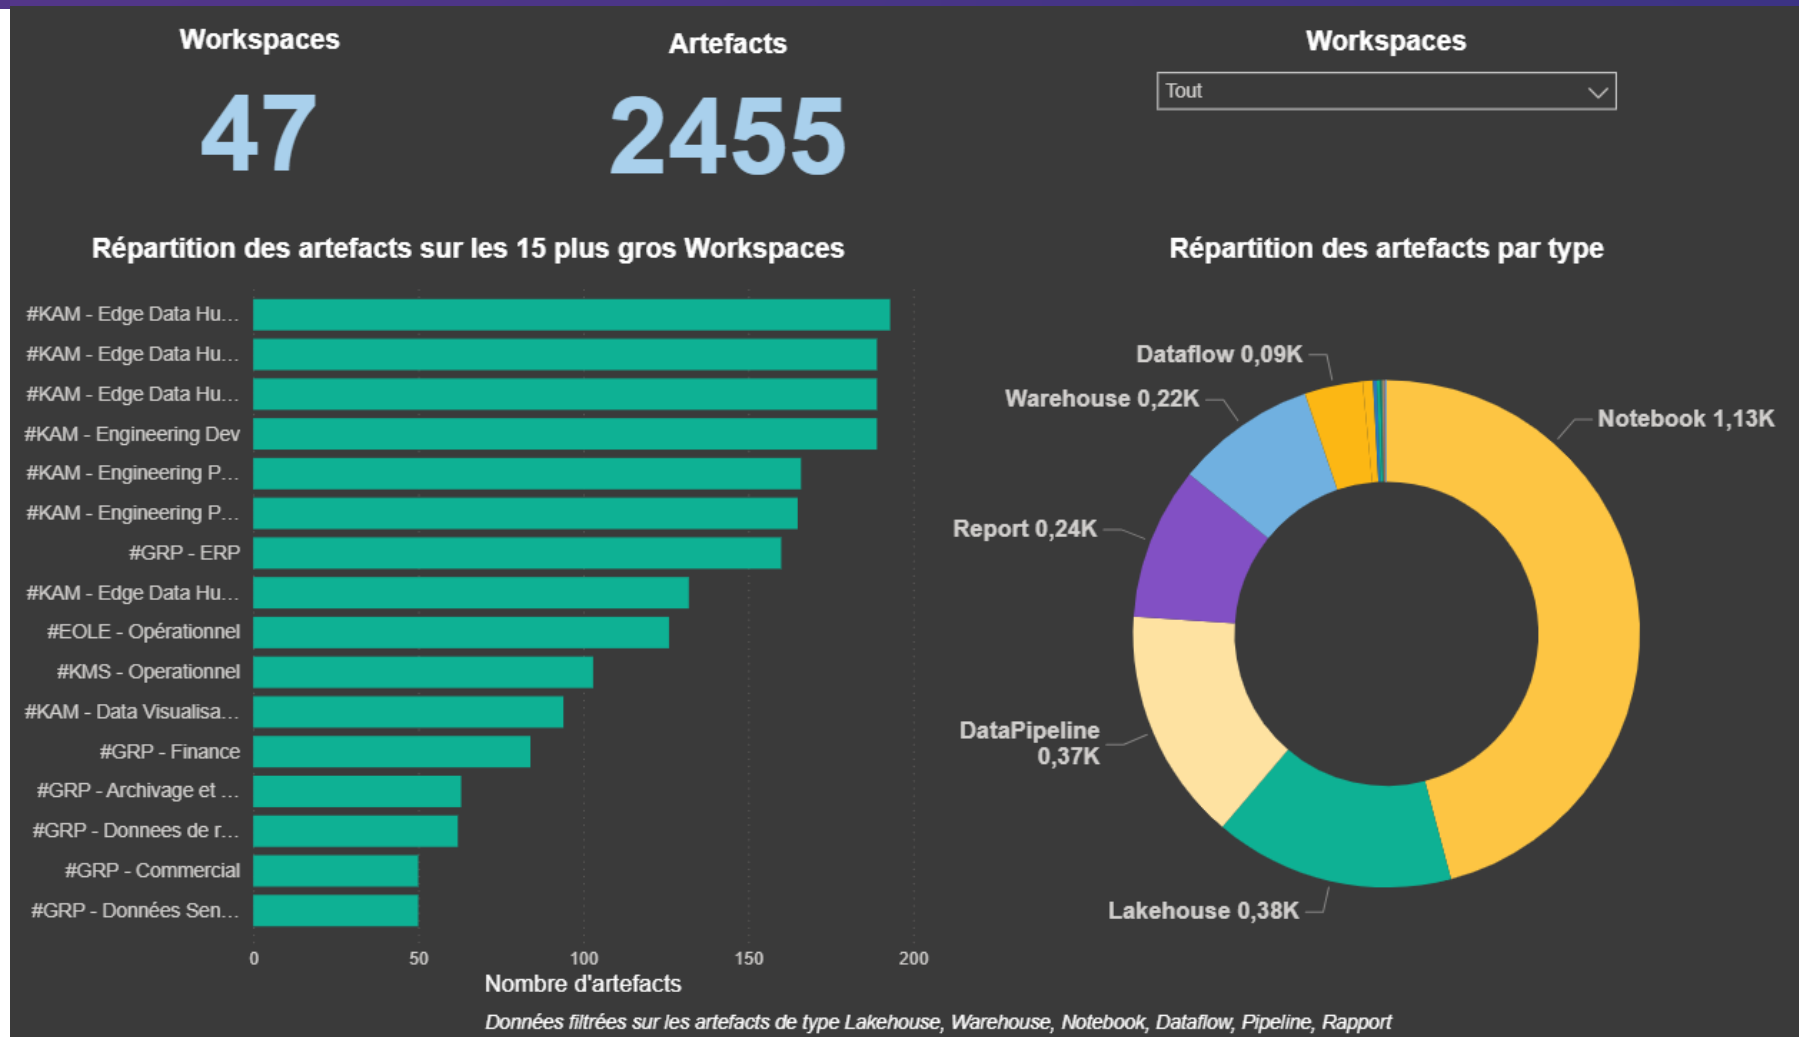 Workspaces
47
Artefacts
2455
Workspaces
Tout
Répartition des artefacts sur les 15 plus gros Workspaces
#KAM - Edge Data Hu...
#KAM - Edge Data Hu...
#KAM - Edge Data Hu...
#KAM - Engineering Dev
#KAM - Engineering P...
#KAM - Engineering P...
#GRP - ERP
#KAM - Edge Data Hu...
#EOLE - Opérationnel
#KMS - Operationnel
#KAM - Data Visualisa...
#GRP - Finance
#GRP - Archivage et ...
#GRP - Donnees de r...
#GRP - Commercial
#GRP - Données Sen...
0 50 100 150 200
Nombre d'artefacts
Répartition des artefacts par type
Dataflow 0,09K
Warehouse 0,22K
Notebook 1,13K
Report 0,24K
DataPipeline
0,37K
Lakehouse 0,38K
Données filtrées sur les artefacts de type Lakehouse, Warehouse, Notebook, Dataflow, Pipeline, Rapport